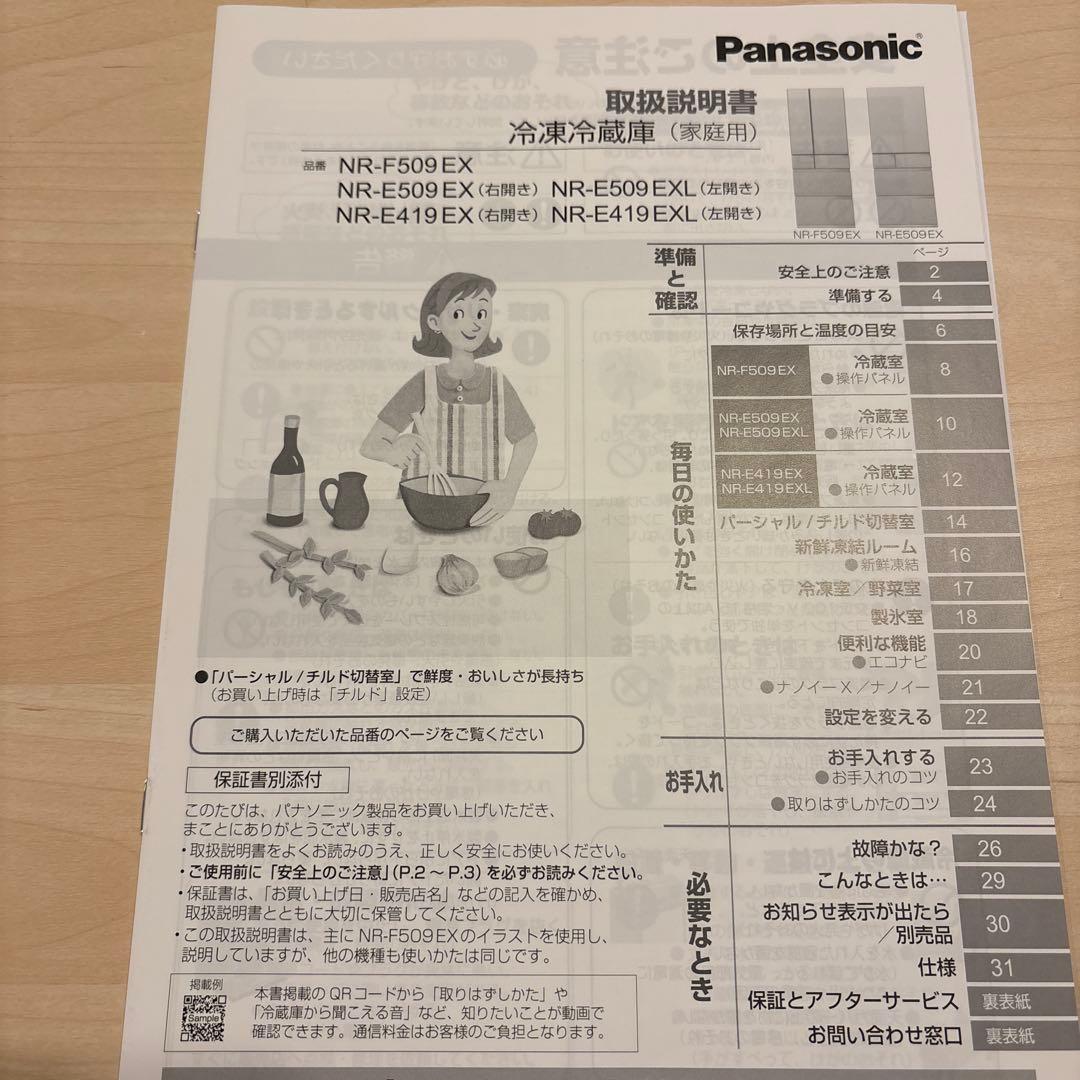 Panasonic®
取扱説明書
冷凍冷蔵庫（家庭用）
品番 NR-F509EX
NR-E509EX（右開き） NR-E509EXL（左開き）
NR-E419EX（右開き） NR-E419EXL（左開き）
NR-F509EX NR-E509EX
ページ
準備と確認
安全上のご注意 2
準備する 4
毎日の使いかた
保存場所と温度の目安 6
NR-F509EX 冷蔵室 8
●操作パネル
NR-E509EX 冷蔵室 10
NR-E509EXL ●操作パネル
NR-E419EX 冷蔵室 12
NR-E419EXL ●操作パネル
パーシャル/チルド切替室 14
新鮮凍結ルーム 16
●新鮮凍結
冷凍室／野菜室 17
製氷室 18
便利な機能 20
●エコナビ
●ナノイーX／ナノイー 21
設定を変える 22
お手入れ
お手入れする 23
●お手入れのコツ
●取りはずしかたのコツ 24
必要なとき
故障かな？ 26
こんなときは… 29
お知らせ表示が出たら 30
／別売品
仕様 31
保証とアフターサービス 裏表紙
お問い合わせ窓口 裏表紙
●「パーシャル/チルド切替室」で鮮度・おいしさが長持ち
（お買い上げ時は「チルド」設定）
ご購入いただいた品番のページをご覧ください
保証書別添付
このたびは、パナソニック製品をお買い上げいただき、
まことにありがとうございます。
・取扱説明書をよくお読みのうえ、正しく安全にお使いください。
・ご使用前に「安全上のご注意」（P.2～P.3）を必ずお読みください。
・保証書は、「お買い上げ日・販売店名」などの記入を確かめ、
取扱説明書とともに大切に保管してください。
・この取扱説明書は、主にNR-F509EXのイラストを使用し、
説明していますが、他の機種も使いかたは同じです。
掲載例
Sample
本書掲載のQRコードから「取りはずしかた」や
「冷蔵庫から聞こえる音」など、知りたいことが動画で
確認できます。通信料金はお客様のご負担となります。